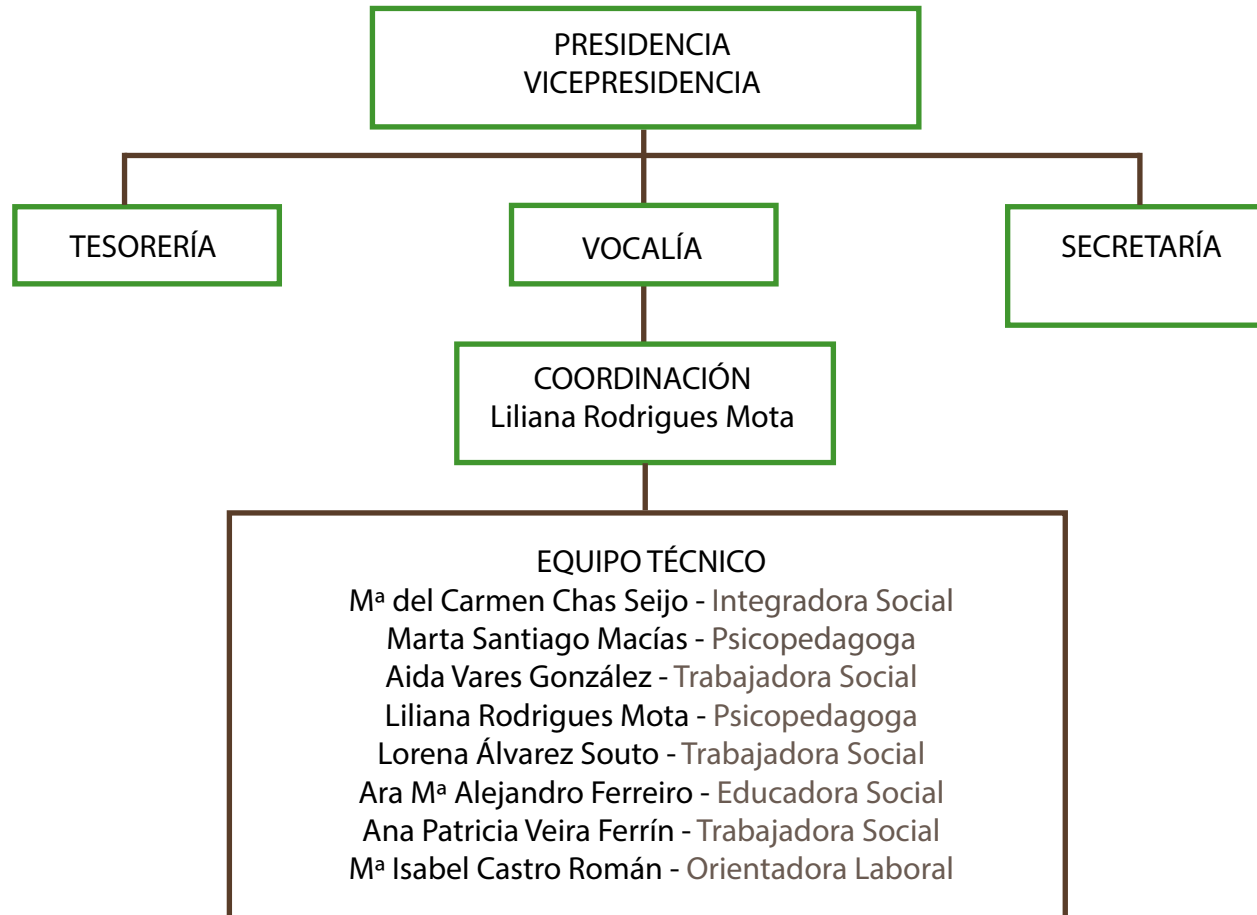 PRESIDENCIA
VICEPRESIDENCIA
TESORERÍA
VOCALÍA
SECRETARÍA
COORDINACIÓN
Liliana Rodrigues Mota
EQUIPO TÉCNICO
Mª del Carmen Chas Seijo - Integradora Social
Marta Santiago Macías - Psicopedagoga
Aida Vares González - Trabajadora Social
Liliana Rodrigues Mota - Psicopedagoga
Lorena Álvarez Souto - Trabajadora Social
Ara Mª Alejandro Ferreiro - Educadora Social
Ana Patricia Veira Ferrín - Trabajadora Social
Mª Isabel Castro Román - Orientadora Laboral